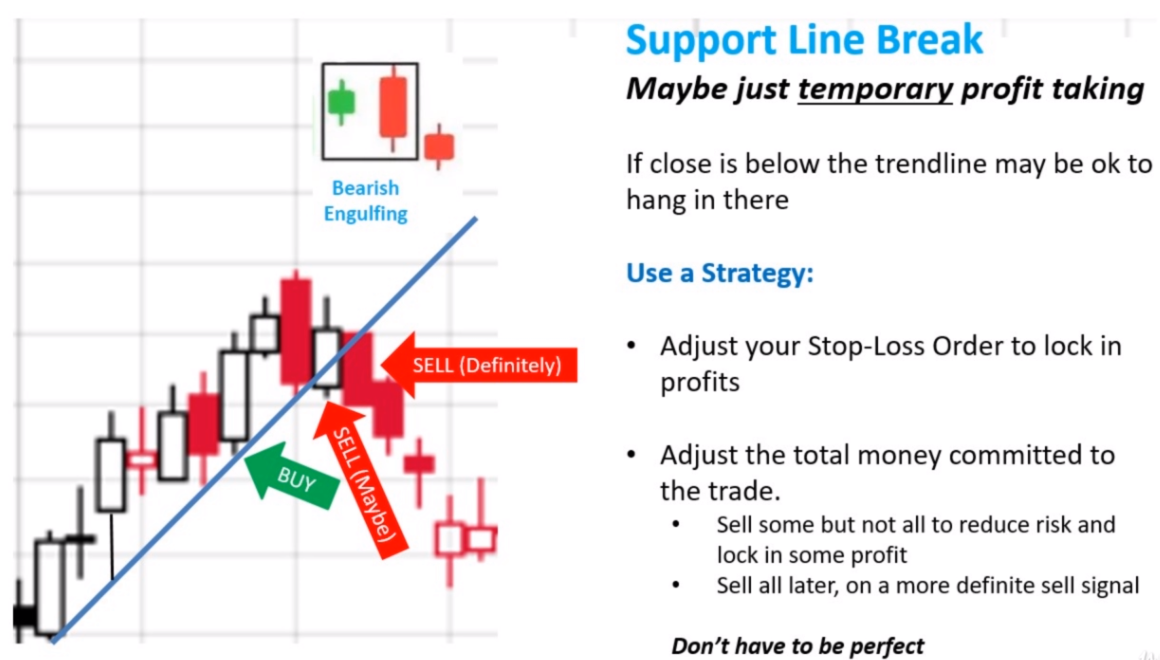 Bearish
Engulfing
SELL (Definitely)
SELL (Maybe)
BUY
Support Line Break
Maybe just temporary profit taking
If close is below the trendline may be ok to
hang in there
Use a Strategy:
• Adjust your Stop-Loss Order to lock in
profits
• Adjust the total money committed to
the trade.
• Sell some but not all to reduce risk and
lock in some profit
• Sell all later, on a more definite sell signal
Don't have to be perfect